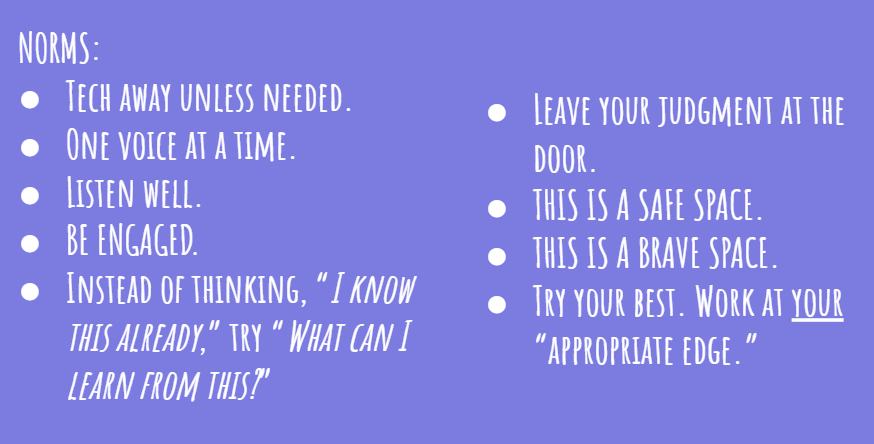 NORMS:
● Tech away unless needed.
● One voice at a time.
● Listen well.
● BE ENGAGED.
● Instead of thinking, “I know
this already,” try “What can I
learn from this?”
● Leave your judgment at the
door.
● THIS IS A SAFE SPACE.
● THIS IS A BRAVE SPACE.
● Try your best. Work at your
“appropriate edge.”